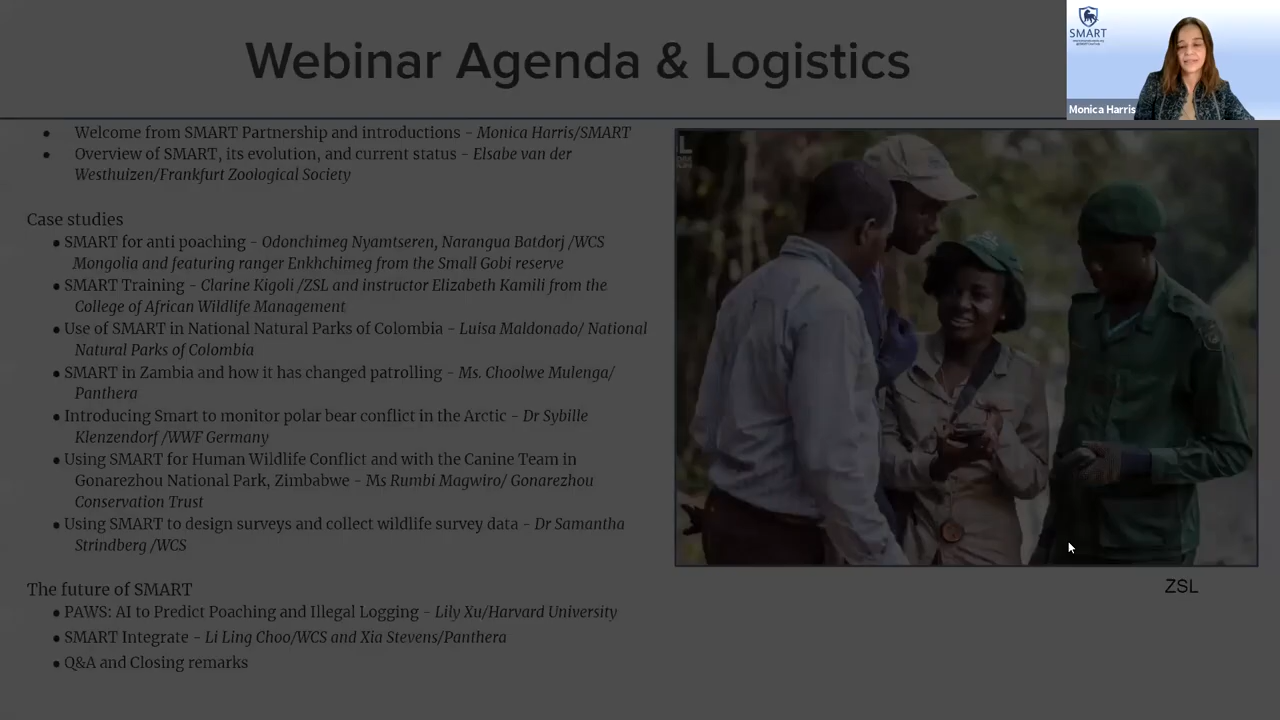 Webinar Agenda & Logistics
SMART
Monica Harris
● Welcome from SMART Partnership and introductions - Monica Harris/SMART
● Overview of SMART, its evolution, and current status - Elsabe van der
Westhuizen/Frankfurt Zoological Society
Case studies
● SMART for anti poaching - Odonchimeg Nyamtseren, Narangua Batdorj /WCS
Mongolia and featuring ranger Enkhchimeg from the Small Gobi reserve
● SMART Training - Clarine Kigoli /ZSL and instructor Elizabeth Kamili from the
College of African Wildlife Management
● Use of SMART in National Natural Parks of Colombia - Luisa Maldonado/ National
Natural Parks of Colombia
● SMART in Zambia and how it has changed patrolling - Ms. Choolwe Mulenga/
Panthera
● Introducing Smart to monitor polar bear conflict in the Arctic - Dr Sybille
Klenzendorf /WWF Germany
● Using SMART for Human Wildlife Conflict and with the Canine Team in
Gonarezhou National Park, Zimbabwe - Ms Rumbi Magwiro/ Gonarezhou
Conservation Trust
● Using SMART to design surveys and collect wildlife survey data - Dr Samantha
Strindberg /WCS
ZSL
The future of SMART
● PAWS: AI to Predict Poaching and Illegal Logging - Lily Xu/Harvard University
● SMART Integrate - Li Ling Choo/WCS and Xia Stevens/Panthera
● Q&A and Closing remarks